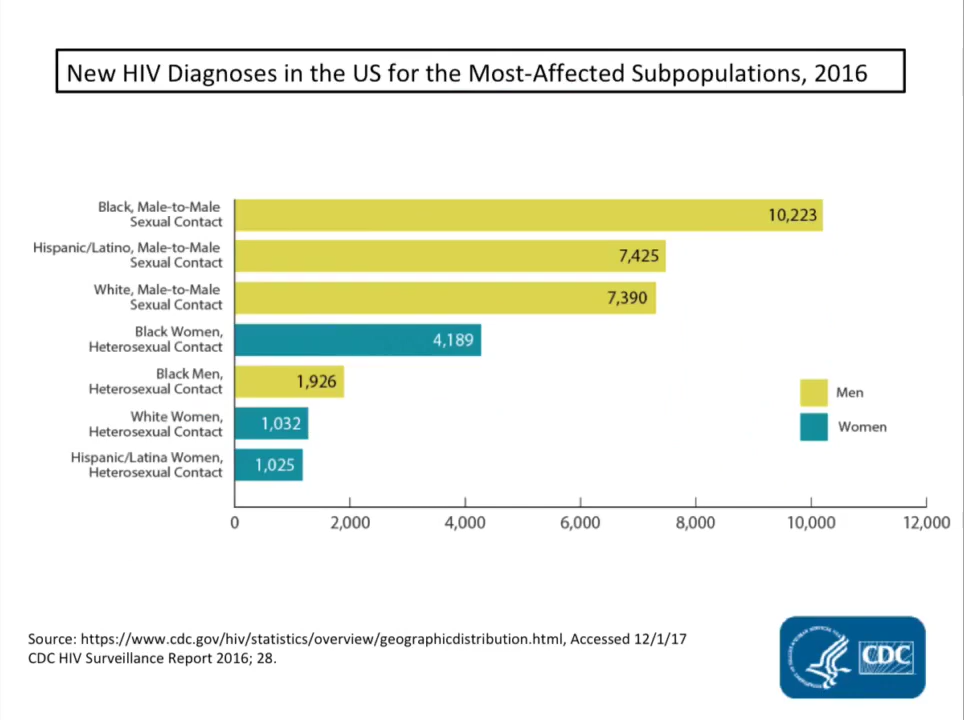 New HIV Diagnoses in the US for the Most-Affected Subpopulations, 2016
Black, Male-to-Male
Sexual Contact
10,223
Hispanic/Latino, Male-to-Male
Sexual Contact
7,425
White, Male-to-Male
Sexual Contact
7,390
Black Women,
Heterosexual Contact
4,189
Black Men,
Heterosexual Contact
1,926
White Women,
Heterosexual Contact
1,032
Hispanic/Latina Women,
Heterosexual Contact
1,025
Men
Women
0 2,000 4,000 6,000 8,000 10,000 12,000
Source: https://www.cdc.gov/hiv/statistics/overview/geographicdistribution.html, Accessed 12/1/17
CDC HIV Surveillance Report 2016; 28.
CDC